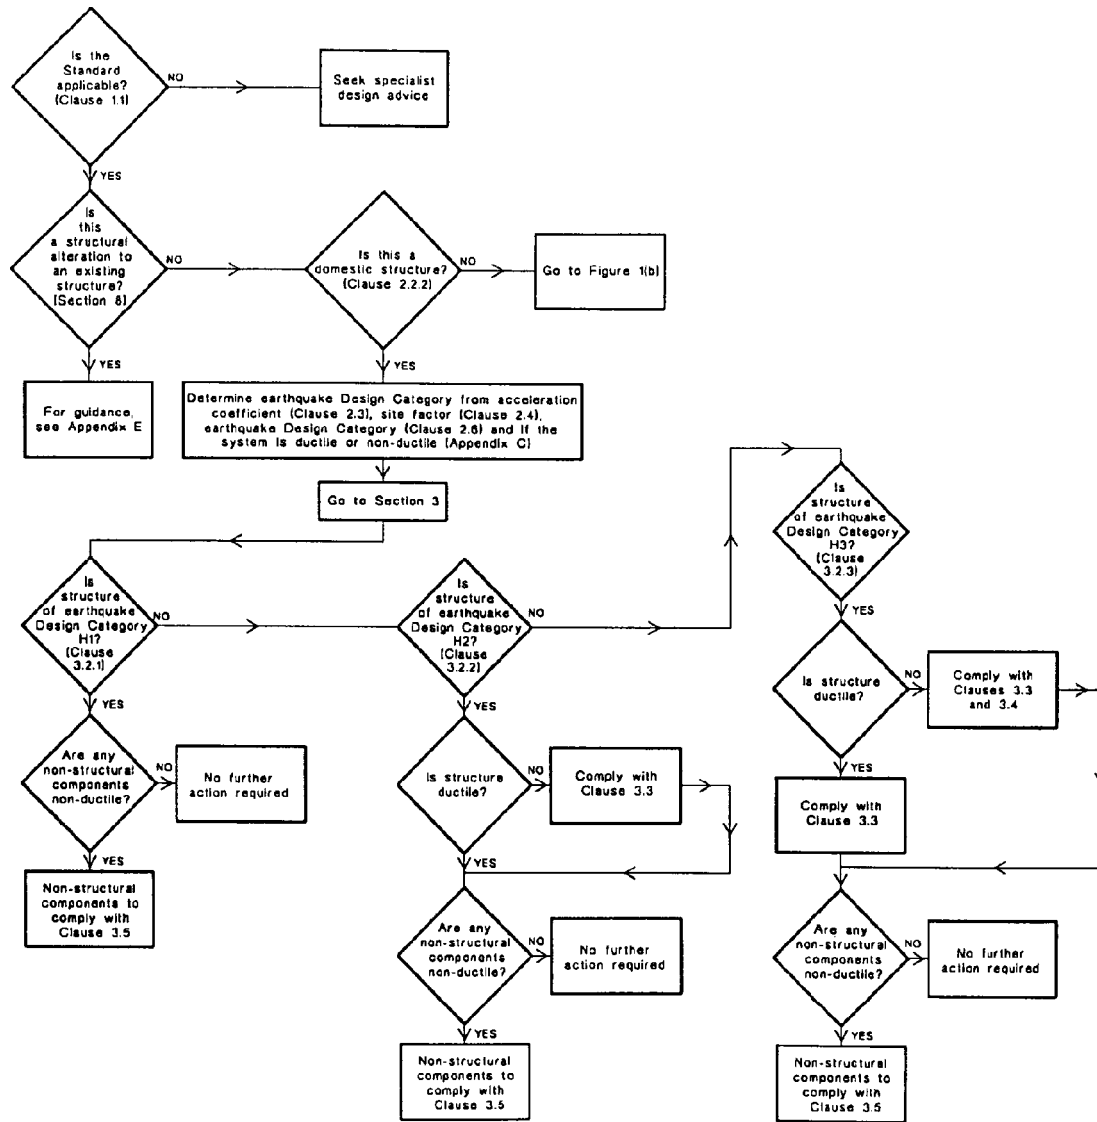 Is the
Standard
applicable?
(Clause 1.1)
NO
Seek specialist
design advice
YES
Is
this
a structural
alteration to
an existing
structure?
(Section 8)
NO
Is this a
domestic structure?
(Clause 2.2.2)
NO
Go to Figure 1(b)
YES
For guidance,
see Appendix E
YES
Determine earthquake Design Category from acceleration
coefficient (Clause 2.3), site factor (Clause 2.4),
earthquake Design Category (Clause 2.6) and if the
system is ductile or non-ductile (Appendix C)
Go to Section 3
Is
structure
of earthquake
Design Category
H1?
(Clause
3.2.1)
NO
Is
structure
of earthquake
Design Category
H2?
(Clause
3.2.2)
NO
Is
structure
of earthquake
Design Category
H3?
(Clause
3.2.3)
YES
Are any
non-structural
components
non-ductile?
NO
No further
action required
YES
Non-structural
components to
comply with
Clause 3.5
YES
Is structure
ductile?
NO
Comply with
Clause 3.3
YES
Are any
non-structural
components
non-ductile?
NO
No further
action required
YES
Non-structural
components to
comply with
Clause 3.5
YES
Is structure
ductile?
NO
Comply with
Clauses 3.3
and 3.4
YES
Comply with
Clause 3.3
Are any
non-structural
components
non-ductile?
NO
No further
action required
YES
Non-structural
components to
comply with
Clause 3.5